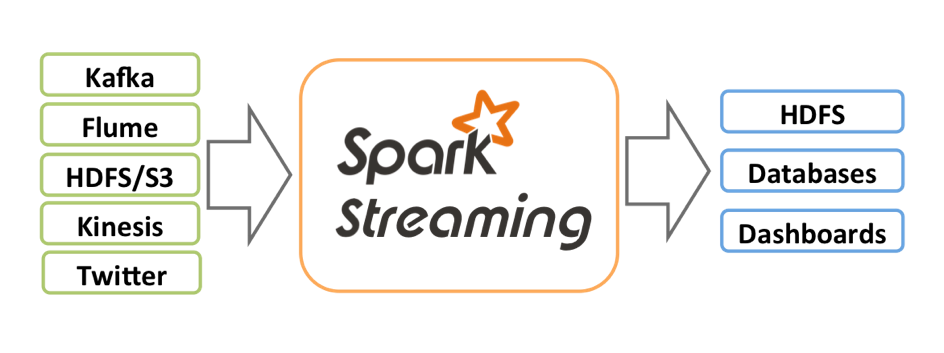 Kafka
Flume
HDFS/S3
Kinesis
Twitter
Spark
Streaming
HDFS
Databases
Dashboards